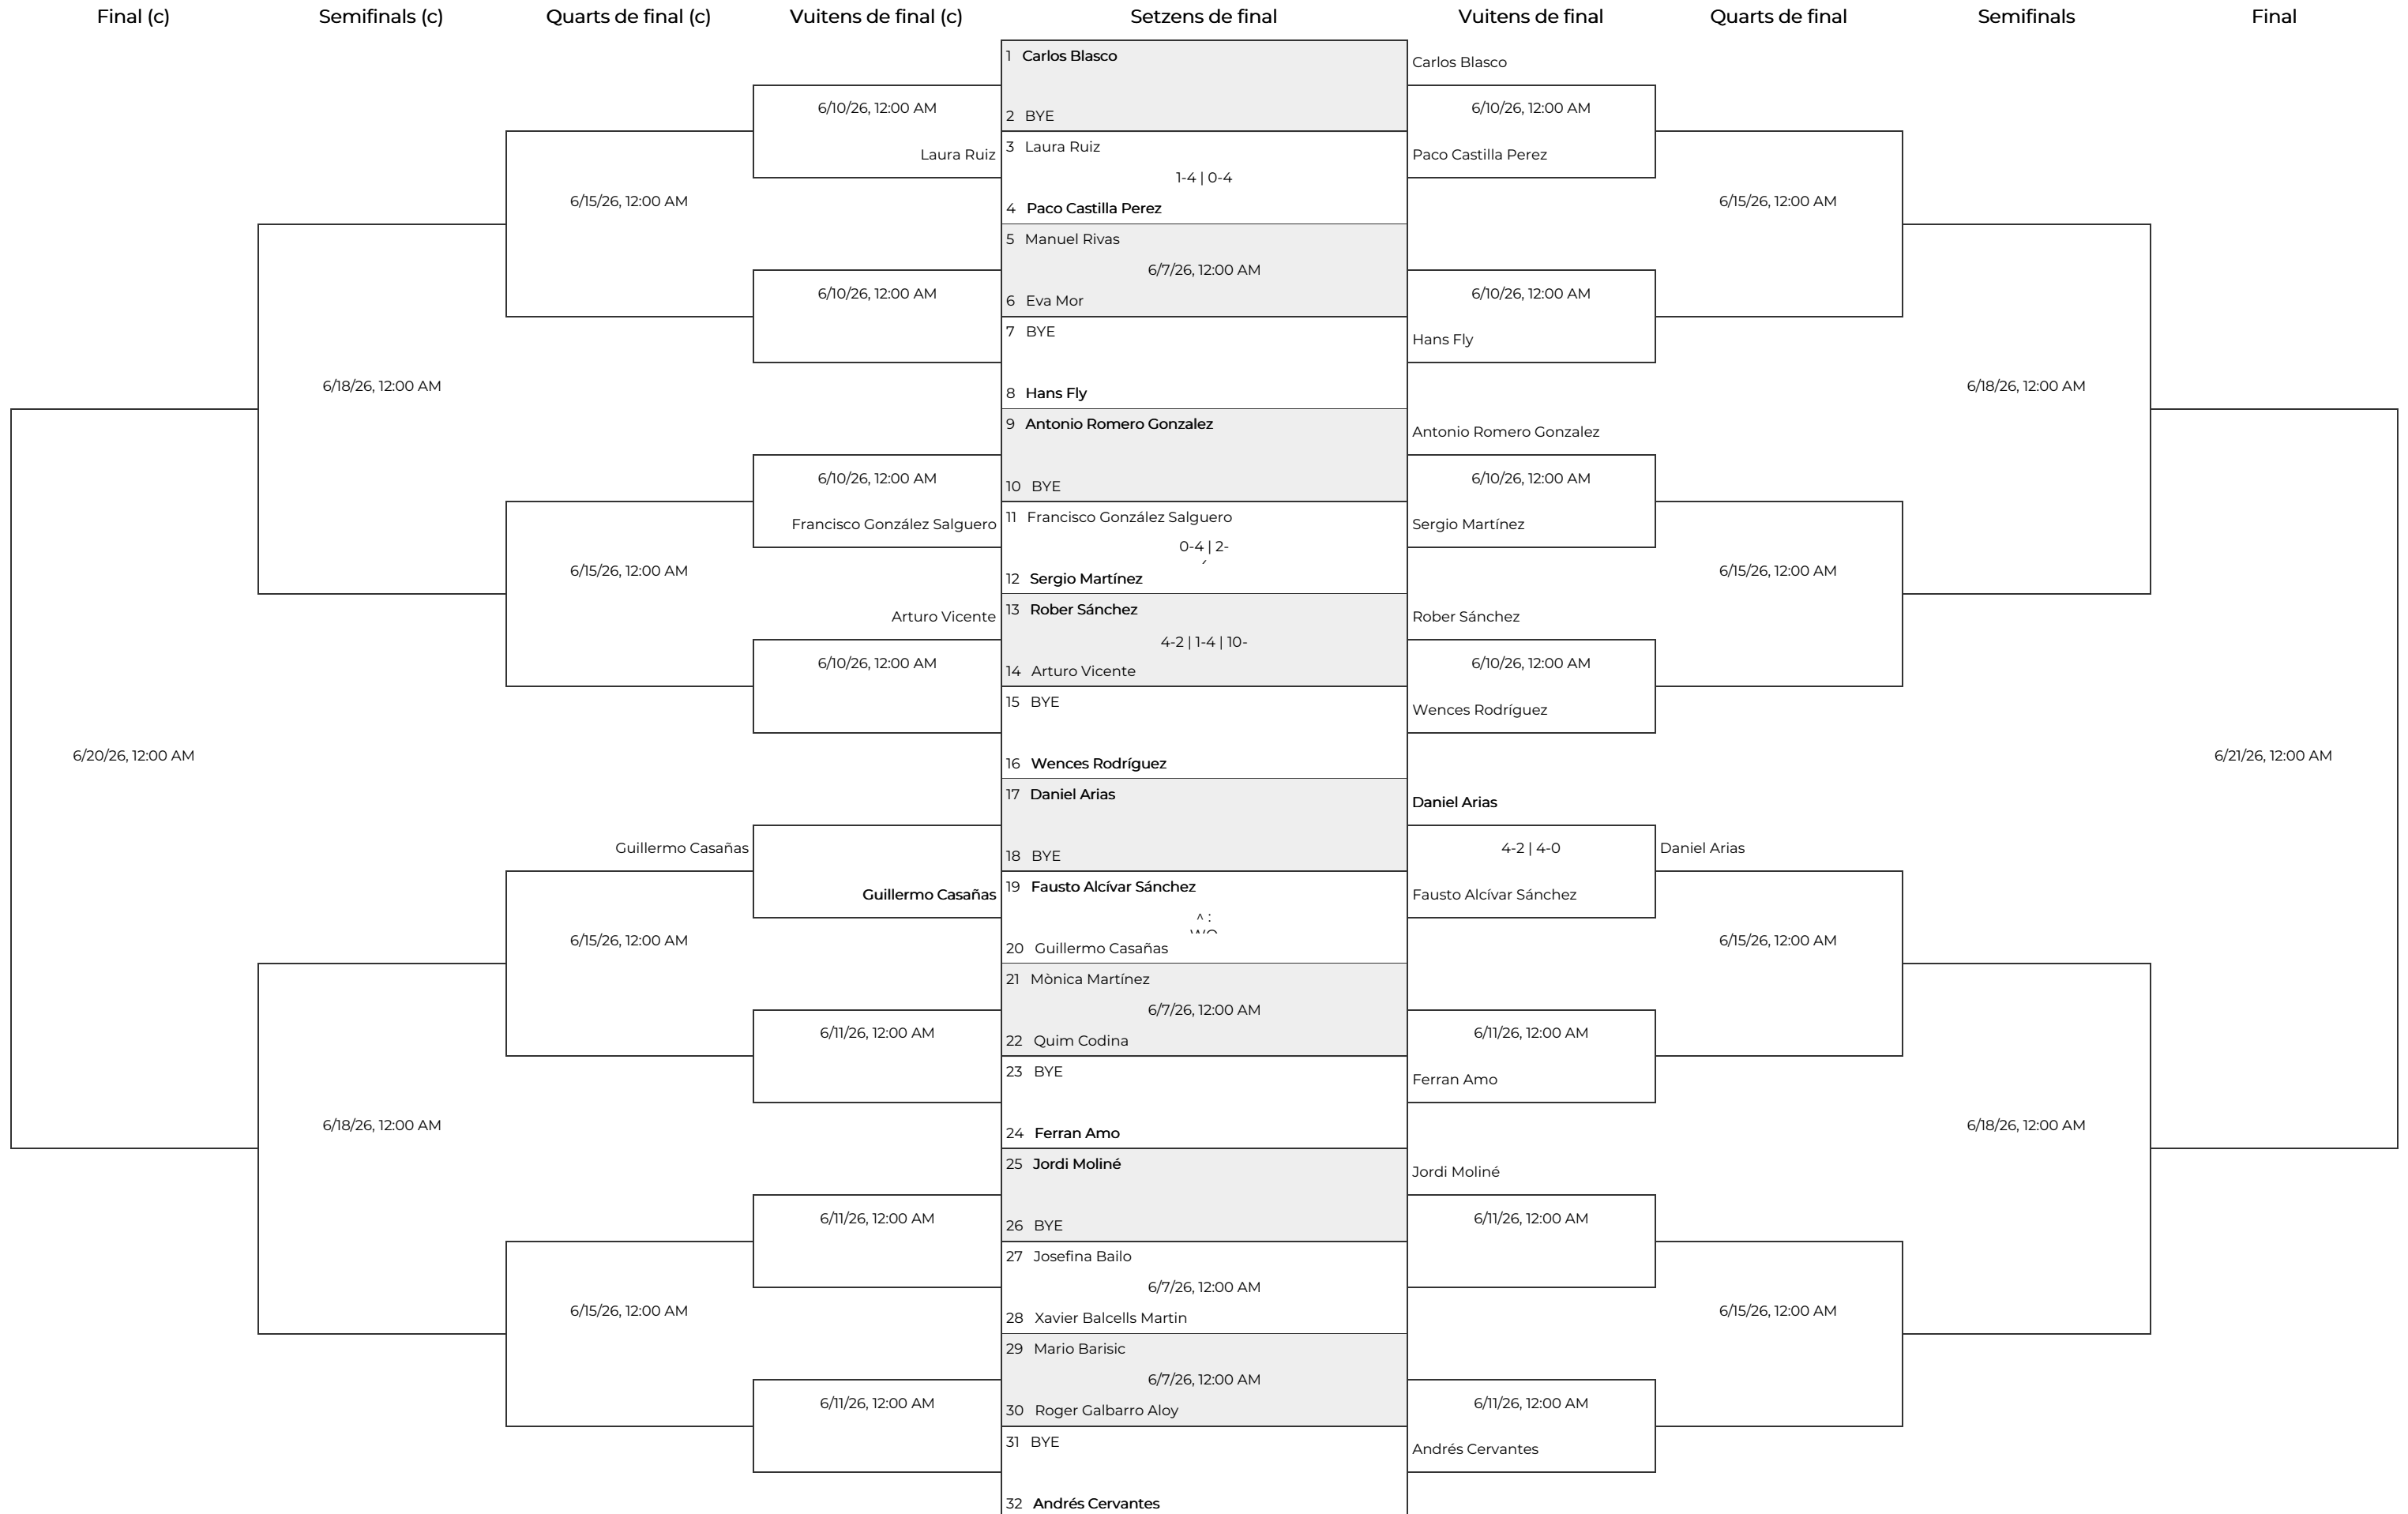 Final (c)
Semifinals (c)
Quarts de final (c)
Vuitens de final (c)
Setzens de final
Vuitens de final
Quarts de final
Semifinals
Final
6/20/26, 12:00 AM
6/18/26, 12:00 AM
6/18/26, 12:00 AM
6/15/26, 12:00 AM
6/15/26, 12:00 AM
Guillermo Casañas
6/15/26, 12:00 AM
6/15/26, 12:00 AM
6/10/26, 12:00 AM
Laura Ruiz
6/10/26, 12:00 AM
6/10/26, 12:00 AM
Francisco González Salguero
Arturo Vicente
6/10/26, 12:00 AM
Guillermo Casañas
6/11/26, 12:00 AM
6/11/26, 12:00 AM
6/11/26, 12:00 AM
1 Carlos Blasco
2 BYE
3 Laura Ruiz
1-4 | 0-4
4 Paco Castilla Perez
5 Manuel Rivas
6/7/26, 12:00 AM
6 Eva Mor
7 BYE
8 Hans Fly
9 Antonio Romero Gonzalez
10 BYE
11 Francisco González Salguero
0-4 | 2-
12 Sergio Martínez
13 Rober Sánchez
4-2 | 1-4 | 10-
14 Arturo Vicente
15 BYE
16 Wences Rodríguez
17 Daniel Arias
18 BYE
19 Fausto Alcívar Sánchez
20 Guillermo Casañas
21 Mònica Martínez
6/7/26, 12:00 AM
22 Quim Codina
23 BYE
24 Ferran Amo
25 Jordi Moliné
26 BYE
27 Josefina Bailo
6/7/26, 12:00 AM
28 Xavier Balcells Martin
29 Mario Barisic
6/7/26, 12:00 AM
30 Roger Galbarro Aloy
31 BYE
32 Andrés Cervantes
Carlos Blasco
6/10/26, 12:00 AM
Paco Castilla Perez
6/10/26, 12:00 AM
Hans Fly
Antonio Romero Gonzalez
6/10/26, 12:00 AM
Sergio Martínez
Rober Sánchez
6/10/26, 12:00 AM
Wences Rodríguez
Daniel Arias
4-2 | 4-0
Fausto Alcívar Sánchez
6/11/26, 12:00 AM
Ferran Amo
Jordi Moliné
6/11/26, 12:00 AM
6/11/26, 12:00 AM
Andrés Cervantes
6/15/26, 12:00 AM
6/15/26, 12:00 AM
Daniel Arias
6/15/26, 12:00 AM
6/15/26, 12:00 AM
6/18/26, 12:00 AM
6/18/26, 12:00 AM
6/21/26, 12:00 AM